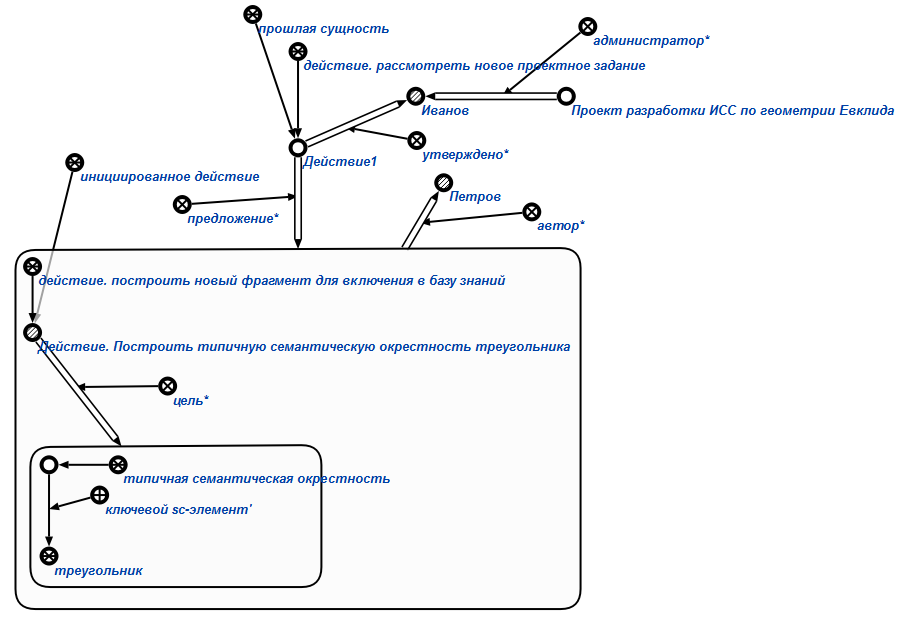 прошлая сущность
администратор*
действие. рассмотреть новое проектное задание
Иванов
Проект разработки ИСС по геометрии Евклида
утверждено*
Действие1
инициированное действие
Петров
предложение*
автор*
действие. построить новый фрагмент для включения в базу знаний
Действие. Построить типичную семантическую окрестность треугольника
цель*
типичная семантическая окрестность
ключевой sc-элемент'
треугольник